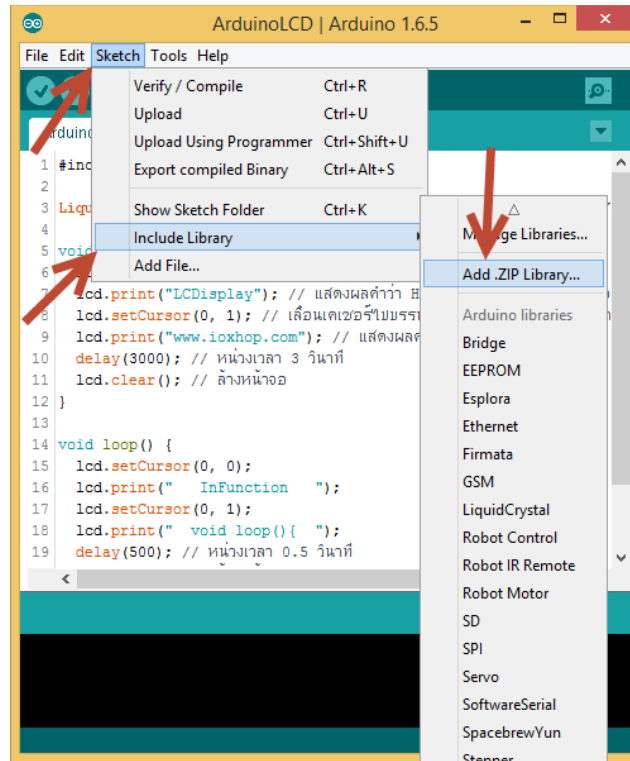 ArduinoLCD | Arduino 1.6.5
File Edit Sketch Tools Help
Verify / Compile Ctrl+R
Upload Ctrl+U
Upload Using Programmer Ctrl+Shift+U
Export compiled Binary Ctrl+Alt+S
Show Sketch Folder Ctrl+K
Include Library
Add File...
Libraries...
Add .ZIP Library...
Arduino libraries
Bridge
EEPROM
Esplora
Ethernet
Firmata
GSM
LiquidCrystal
Robot Control
Robot IR Remote
Robot Motor
SD
SPI
Servo
SoftwareSerial
SpacebrewYun
Stepner
1 #inc
2
3 Liqu
4
5 void
6
7 lcd.print("LCDisplay"); // แสดงผลคำว่า H
8 lcd.setCursor(0, 1); // เลื่อนเคเซอร์ไปบรรท
9 lcd.print("www.ioxhop.com"); // แสดงผลค
10 delay(3000); // หน่วงเวลา 3 วินาที
11 lcd.clear(); // ล้างหน้าจอ
12 }
13
14 void loop() {
15 lcd.setCursor(0, 0);
16 lcd.print("   InFunction   ");
17 lcd.setCursor(0, 1);
18 lcd.print("  void loop(){  ");
19 delay(500); // หน่วงเวลา 0.5 วินาที